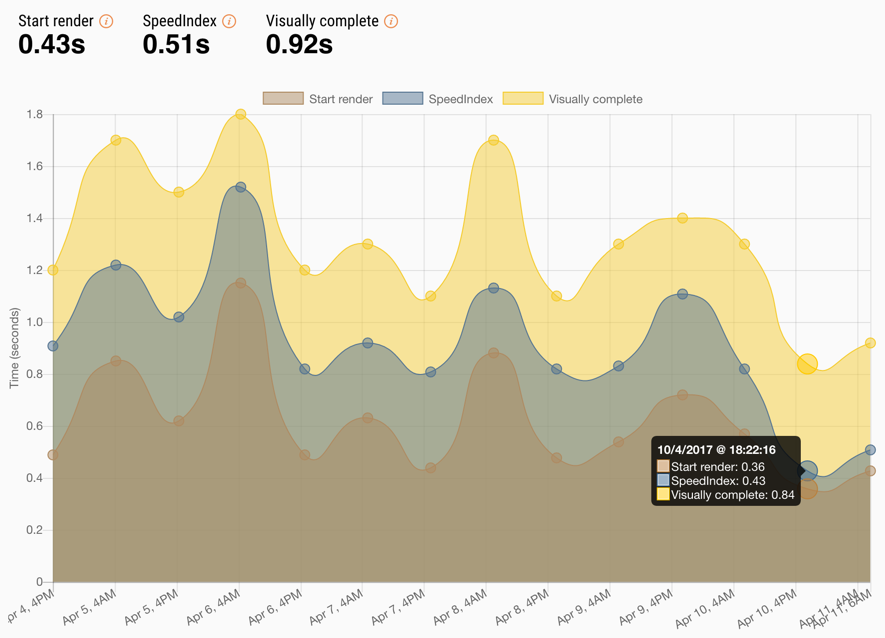 Start render i SpeedIndex i Visually complete i
0.43s 0.51s 0.92s
Start render SpeedIndex Visually complete
1.8
1.6
1.4
1.2
1.0
0.8
0.6
0.4
0.2
0
Time (seconds)
10/4/2017 @ 18:22:16
Start render: 0.36
SpeedIndex: 0.43
Visually complete: 0.84
pr 4, 4PM Apr 5, 4AM Apr 5, 4PM Apr 6, 4AM Apr 6, 4PM Apr 7, 4AM Apr 7, 4PM Apr 8, 4AM Apr 8, 4PM Apr 9, 4AM Apr 9, 4PM Apr 10, 4AM Apr 10, 4PM